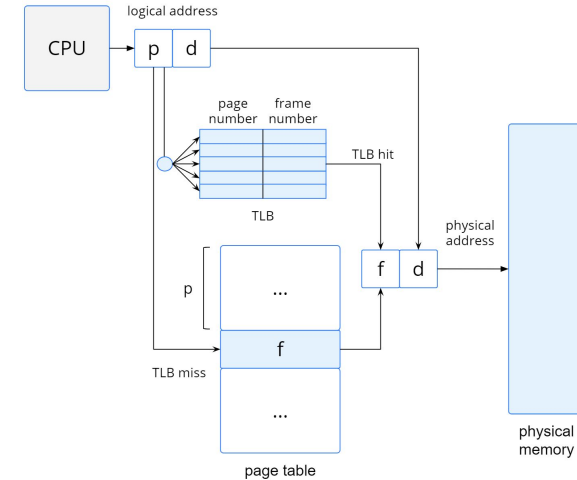 logical address
CPU
p
d
page
number
frame
number
TLB hit
TLB
physical
address
p
...
f
d
f
TLB miss
...
physical
memory
page table